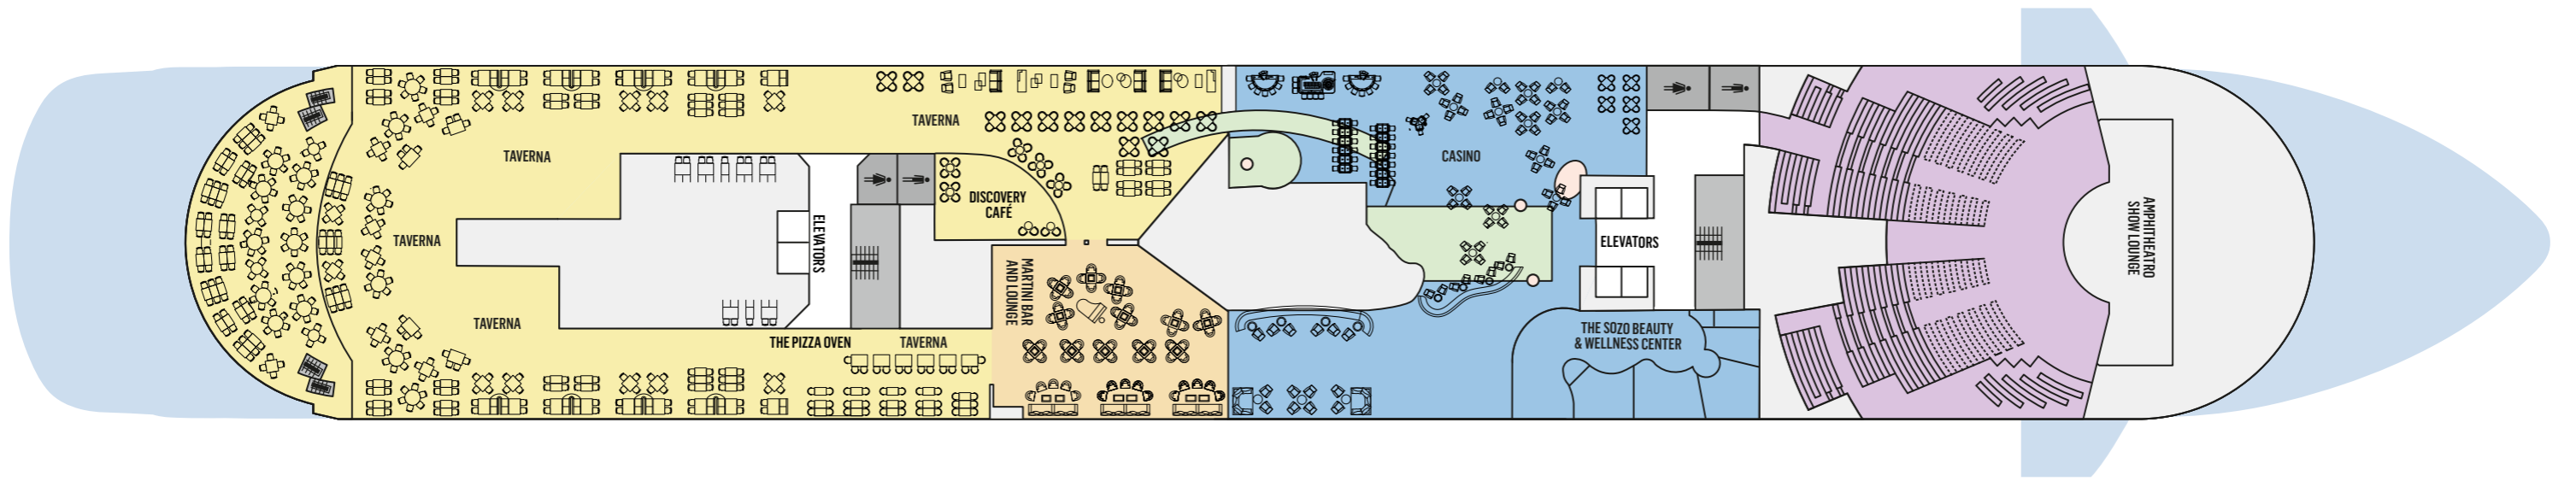 TAVERNA
TAVERNA
TAVERNA
TAVERNA
ELEVATORS
DISCOVERY
CAFÉ
THE PIZZA OVEN
TAVERNA
MARTINI BAR
AND LOUNGE
CASINO
ELEVATORS
THE SOZO BEAUTY
& WELLNESS CENTER
AMPHITHEATRO
SHOW LOUNGE